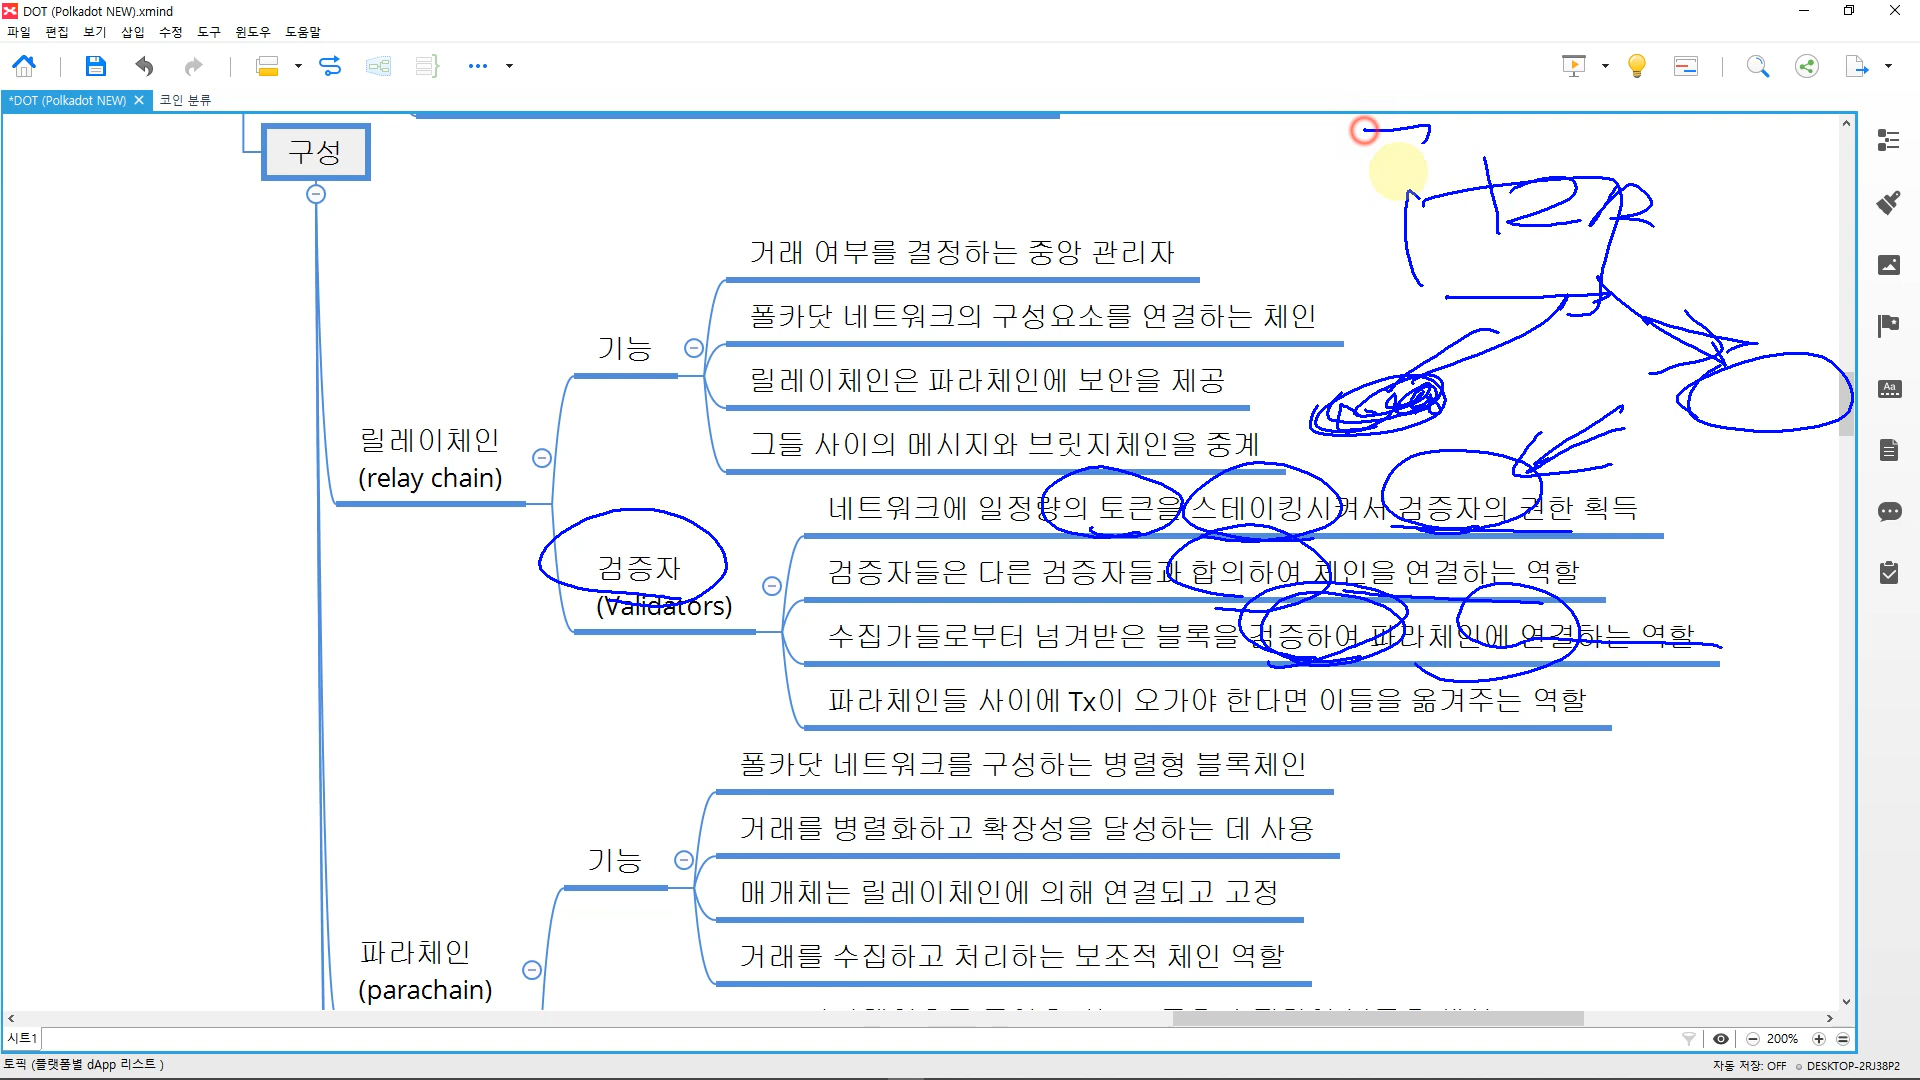 DOT (Polkadot NEW).xmind
파일 편집 보기 삽입 수정 도구 윈도우 도움말
*DOT (Polkadot NEW) 코인 분류
구성
거래 여부를 결정하는 중앙 관리자
폴카닷 네트워크의 구성요소를 연결하는 체인
기능
릴레이체인은 파라체인에 보안을 제공
그들 사이의 메시지와 브릿지체인을 중계
릴레이체인
(relay chain)
네트워크에 일정량의 토큰을 스테이킹시켜서 검증자의 권한 획득
검증자들은 다른 검증자들과 합의하여 체인을 연결하는 역할
검증자
(Validators)
수집가들로부터 넘겨받은 블록을 검증하여 파라체인에 연결하는 역할
파라체인들 사이에 Tx이 오가야 한다면 이들을 옮겨주는 역할
폴카닷 네트워크를 구성하는 병렬형 블록체인
거래를 병렬화하고 확장성을 달성하는 데 사용
기능
매개체는 릴레이체인에 의해 연결되고 고정
거래를 수집하고 처리하는 보조적 체인 역할
파라체인
(parachain)
시트1
200%
토픽 (플랫폼별 dApp 리스트 )
자동 저장: OFF DESKTOP-2RJ38P2